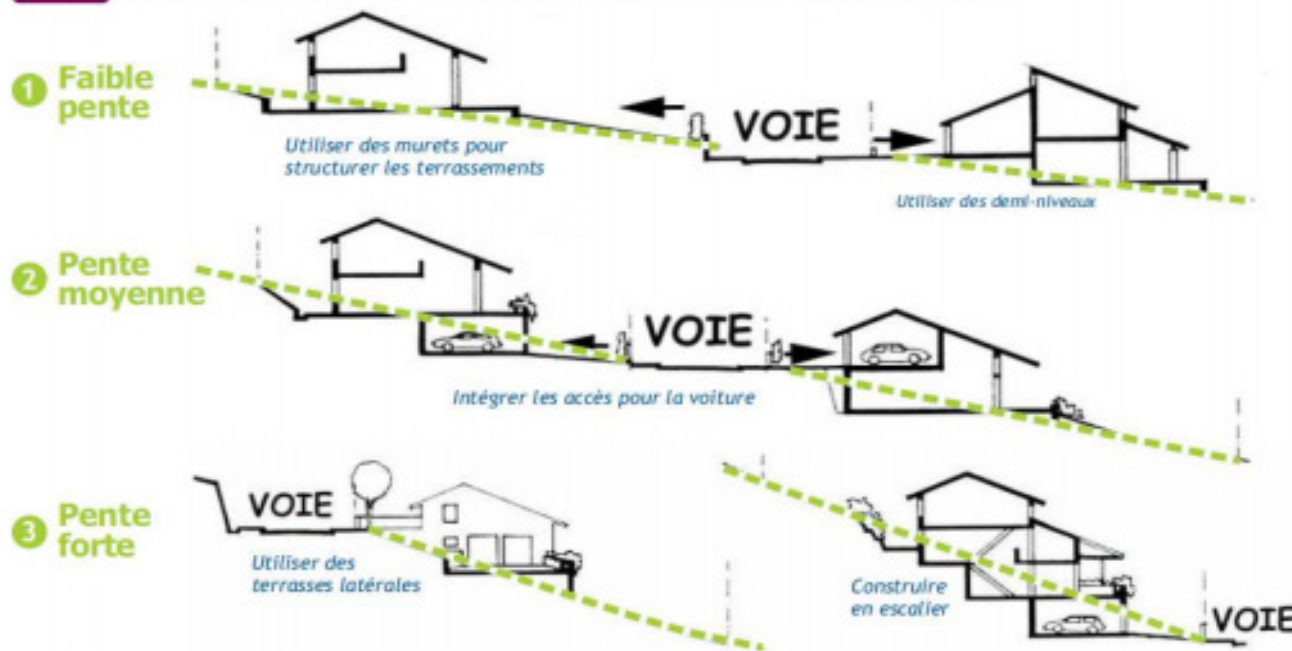 1 Faible
pente
VOIE
Utiliser des murets pour
structurer les terrassements
Utiliser des demi-niveaux
2 Pente
moyenne
VOIE
Intégrer les accès pour la voiture
3 Pente
forte
VOIE
Utiliser des
terrasses latérales
Construire
en escalier
VOIE